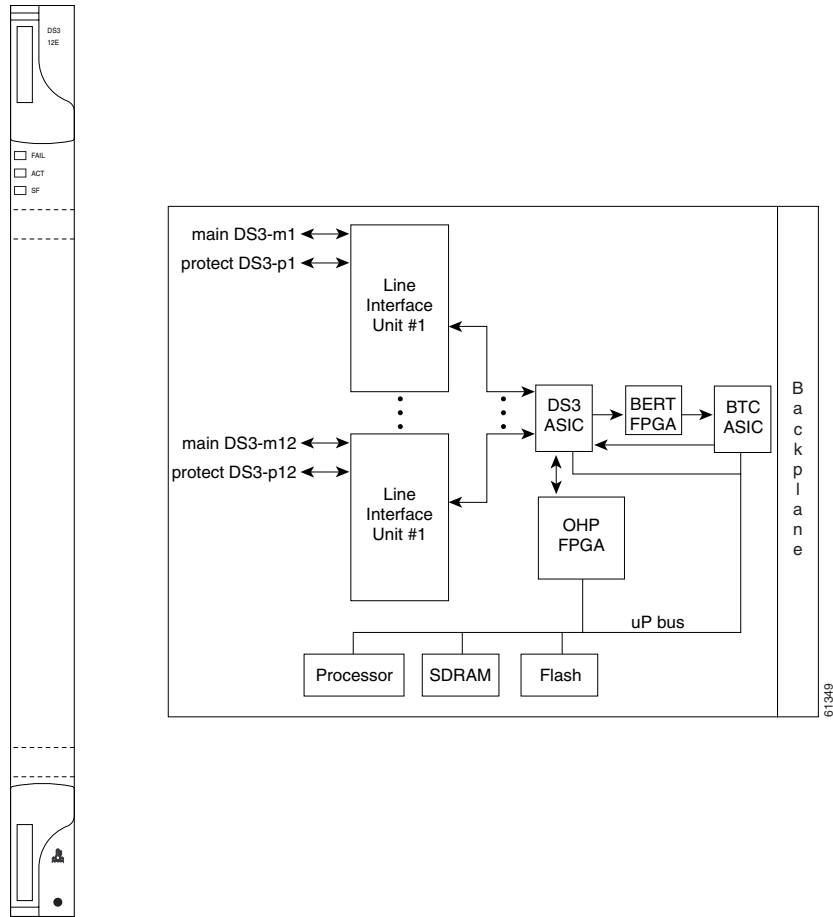 DS3
12E
FAIL
ACT
SF
main DS3-m1
protect DS3-p1
Line
Interface
Unit #1
main DS3-m12
protect DS3-p12
Line
Interface
Unit #1
DS3
ASIC
BERT
FPGA
BTC
ASIC
OHP
FPGA
uP bus
Processor
SDRAM
Flash
B
a
c
k
p
l
a
n
e
61349